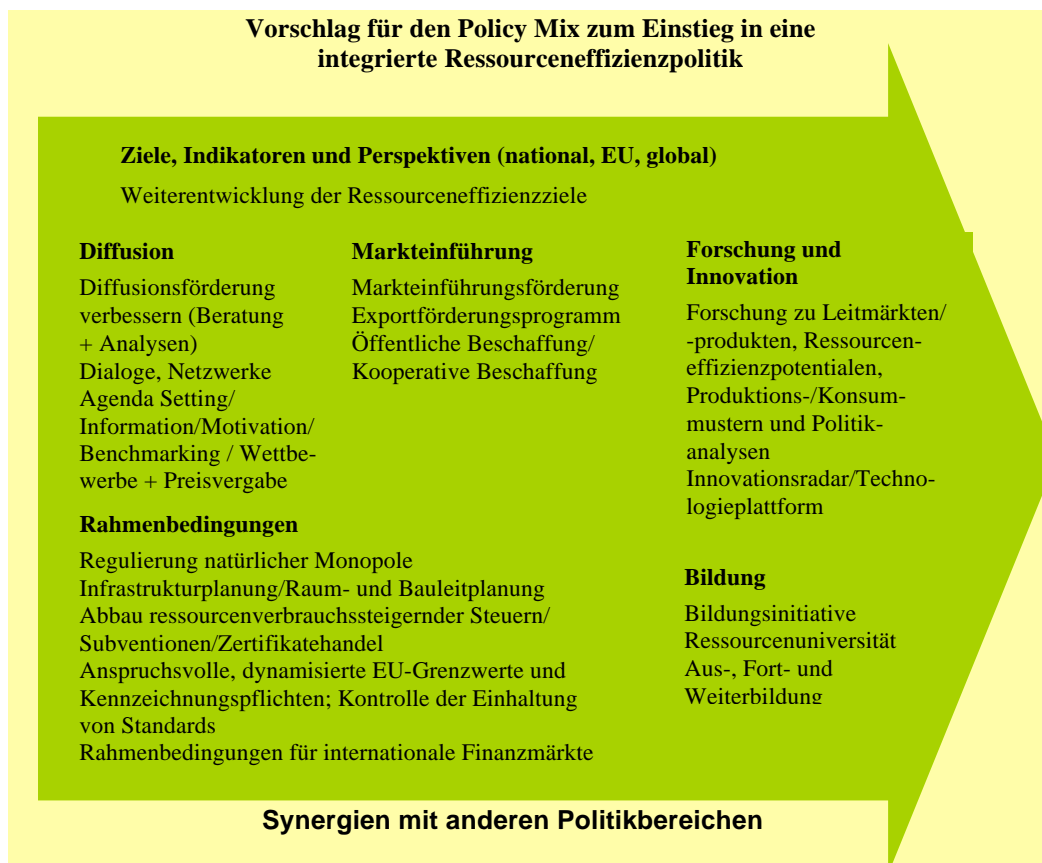 Vorschlag für den Policy Mix zum Einstieg in eine
integrierte Ressourceneffizienzpolitik
Ziele, Indikatoren und Perspektiven (national, EU, global)
Weiterentwicklung der Ressourceneffizienzziele
Diffusion
Diffusionsförderung
verbessern (Beratung
+ Analysen)
Dialoge, Netzwerke
Agenda Setting/
Information/Motivation/
Benchmarking / Wettbe-
werbe + Preisvergabe
Markteinführung
Markteinführungsförderung
Exportförderungsprogramm
Öffentliche Beschaffung/
Kooperative Beschaffung
Forschung und
Innovation
Forschung zu Leitmärkten/
-produkten, Ressourcen-
effizienzpotentialen,
Produktions-/Konsum-
mustern und Politik-
analysen
Innovationsradar/Techno-
logieplattform
Rahmenbedingungen
Regulierung natürlicher Monopole
Infrastrukturplanung/Raum- und Bauleitplanung
Abbau ressourcenverbrauchssteigernder Steuern/
Subventionen/Zertifikatehandel
Anspruchsvolle, dynamisierte EU-Grenzwerte und
Kennzeichnungspflichten; Kontrolle der Einhaltung
von Standards
Rahmenbedingungen für internationale Finanzmärkte
Bildung
Bildungsinitiative
Ressourcenuniversität
Aus-, Fort- und
Weiterbildung
Synergien mit anderen Politikbereichen